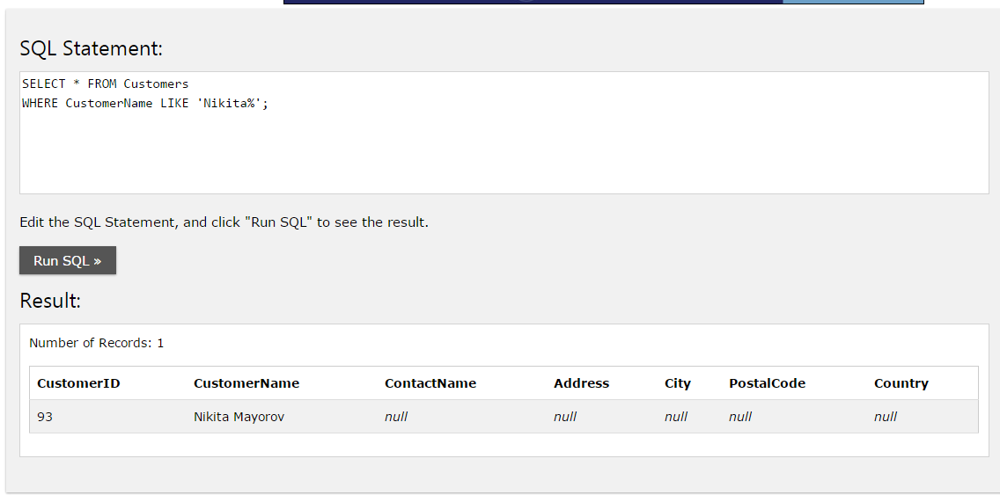 SQL Statement:
SELECT * FROM Customers
WHERE CustomerName LIKE 'Nikita%';
Edit the SQL Statement, and click "Run SQL" to see the result.
Run SQL »
Result:
Number of Records: 1
CustomerID CustomerName ContactName Address City PostalCode Country
93 Nikita Mayorov null null null null null